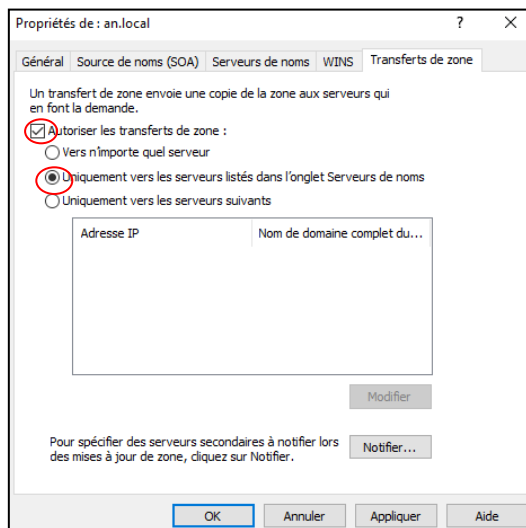 Propriétés de : an.local
?
Général
Source de noms (SOA)
Serveurs de noms
WINS
Transferts de zone
Un transfert de zone envoie une copie de la zone aux serveurs qui
en font la demande.
Autoriser les transferts de zone :
Vers n'importe quel serveur
Uniquement vers les serveurs listés dans l'onglet Serveurs de noms
Uniquement vers les serveurs suivants
Adresse IP
Nom de domaine complet du...
Modifier
Pour spécifier des serveurs secondaires à notifier lors
des mises à jour de zone, cliquez sur Notifier.
Notifier...
OK
Annuler
Appliquer
Aide